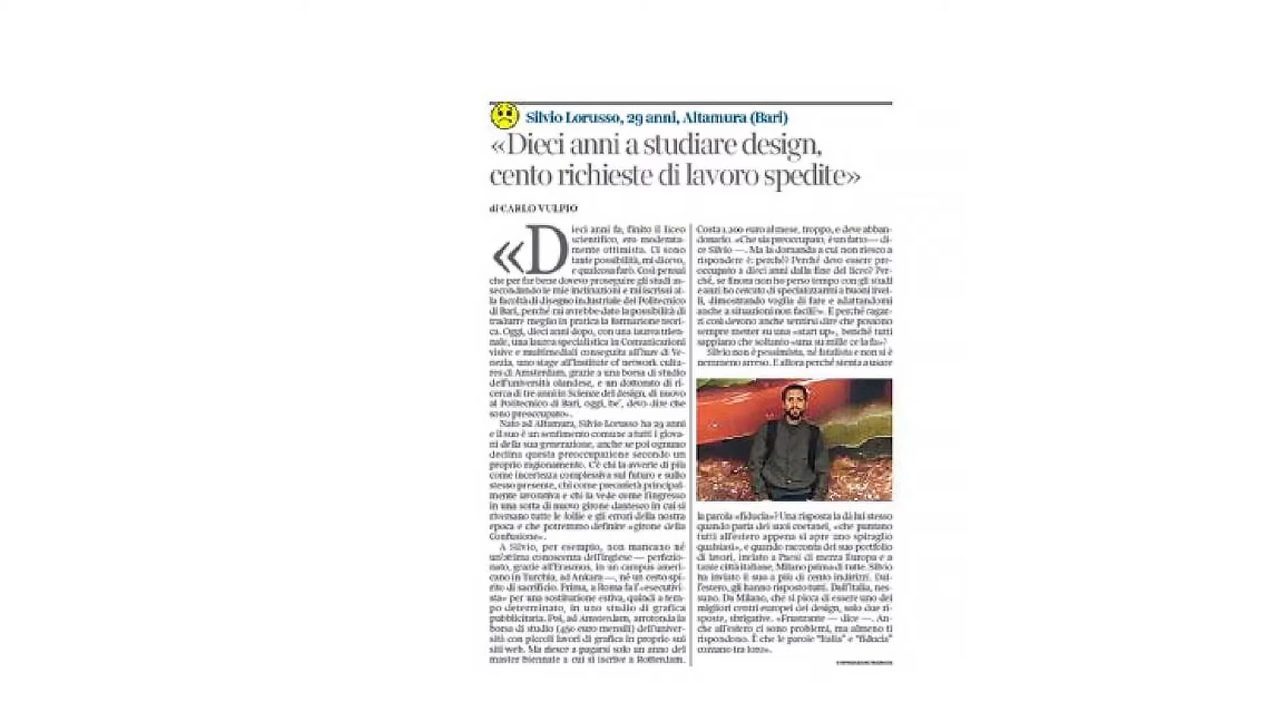 Silvio Lorusso, 29 anni, Altamura (Bari)
«Dieci anni a studiare design,
cento richieste di lavoro spedite»
di CARLO VULPIO
«Dieci anni fa, finito il liceo
scientifico, ero moderata-
mente ottimista. Ci sono
tante possibilità, mi dicevo,
e qualcosa farò. Così pensai
che per far bene dovevo proseguire gli studi as-
secondando le mie inclinazioni e mi iscrissi al-
la facoltà di disegno industriale del Politecnico
di Bari, perché mi avrebbe dato la possibilità di
tradurre meglio in pratica la formazione teori-
ca. Oggi, dieci anni dopo, con una laurea trien-
nale, una laurea specialistica in Comunicazioni
visive e multimediali conseguita all'Iuav di Ve-
nezia, uno stage all'Institute of network cultu-
res di Amsterdam, grazie a una borsa di studio
dell'università olandese, e un dottorato di ri-
cerca di tre anni in Scienze del design, di nuovo
al Politecnico di Bari, oggi, be', devo dire che
sono preoccupato».
Nato ad Altamura, Silvio Lorusso ha 29 anni
e il suo è un sentimento comune a tutti i giova-
ni della sua generazione, anche se poi ognuno
declina questa preoccupazione secondo un
proprio ragionamento. C'è chi la avverte di più
come incertezza complessiva sul futuro e sullo
stesso presente, chi come precarietà principal-
mente lavorativa e chi la vede come l'ingresso
in una sorta di nuovo girone dantesco in cui si
riversano tutte le follie e gli errori della nostra
epoca e che potremmo definire «girone della
Confusione».
A Silvio, per esempio, non mancano né
un'ottima conoscenza dell'inglese — perfezio-
nato, grazie all'Erasmus, in un campus ameri-
cano in Turchia, ad Ankara —, né un certo spi-
rito di sacrificio. Prima, a Roma fa l'«esecutivi-
sta» per una sostituzione estiva, quindi a tem-
po determinato, in uno studio di grafica
pubblicitaria. Poi, ad Amsterdam, arrotonda la
borsa di studio (450 euro mensili) dell'univer-
sità con piccoli lavori di grafica in proprio sui
siti web. Ma riesce a pagarsi solo un anno del
master biennale a cui si iscrive a Rotterdam.
Costa 1.200 euro al mese, troppo, e deve abban-
donarlo. «Che sia preoccupato, è un fatto — di-
ce Silvio —. Ma la domanda a cui non riesco a
rispondere è: perché? Perché devo essere pre-
occupato a dieci anni dalla fine del liceo? Per-
ché, se finora non ho perso tempo con gli studi
e anzi ho cercato di specializzarmi a buoni livel-
li, dimostrando voglia di fare e adattandomi
anche a situazioni non facili?». E perché ragaz-
zi così devono anche sentirsi dire che possono
sempre metter su una «start up», benché tutti
sappiano che soltanto «una su mille ce la fa»?
Silvio non è pessimista, né fatalista e non si è
nemmeno arreso. E allora perché stenta a usare
la parola «fiducia»? Una risposta la dà lui stesso
quando parla dei suoi coetanei, «che puntano
tutti all'estero appena si apre uno spiraglio
qualsiasi», e quando racconta del suo portfolio
di lavori, inviato a Paesi di mezza Europa e a
tante città italiane, Milano prima di tutte. Silvio
ha inviato il suo a più di cento indirizzi. Dal-
l'estero, gli hanno risposto tutti. Dall'Italia, nes-
suno. Da Milano, che si picca di essere uno dei
migliori centri europei del design, solo due ri-
sposte, sbrigative. «Frustrante — dice —. An-
che all'estero ci sono problemi, ma almeno ti
rispondono. È che le parole "Italia" e "fiducia"
cozzano tra loro».